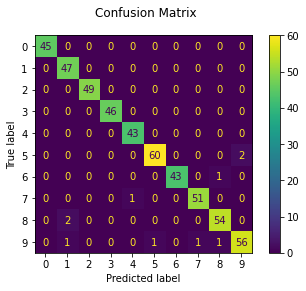 Confusion Matrix
0 45 0 0 0 0 0 0 0 0 0
1 0 47 0 0 0 0 0 0 0 0
2 0 0 49 0 0 0 0 0 0 0
3 0 0 0 46 0 0 0 0 0 0
4 0 0 0 0 43 0 0 0 0 0
5 0 0 0 0 0 60 0 0 0 2
6 0 0 0 0 0 0 43 0 1 0
7 0 0 0 0 1 0 0 51 0 0
8 0 2 0 0 0 0 0 0 54 0
9 0 1 0 0 0 1 0 1 1 56
0 1 2 3 4 5 6 7 8 9
Predicted label
True label
60
50
40
30
20
10
0